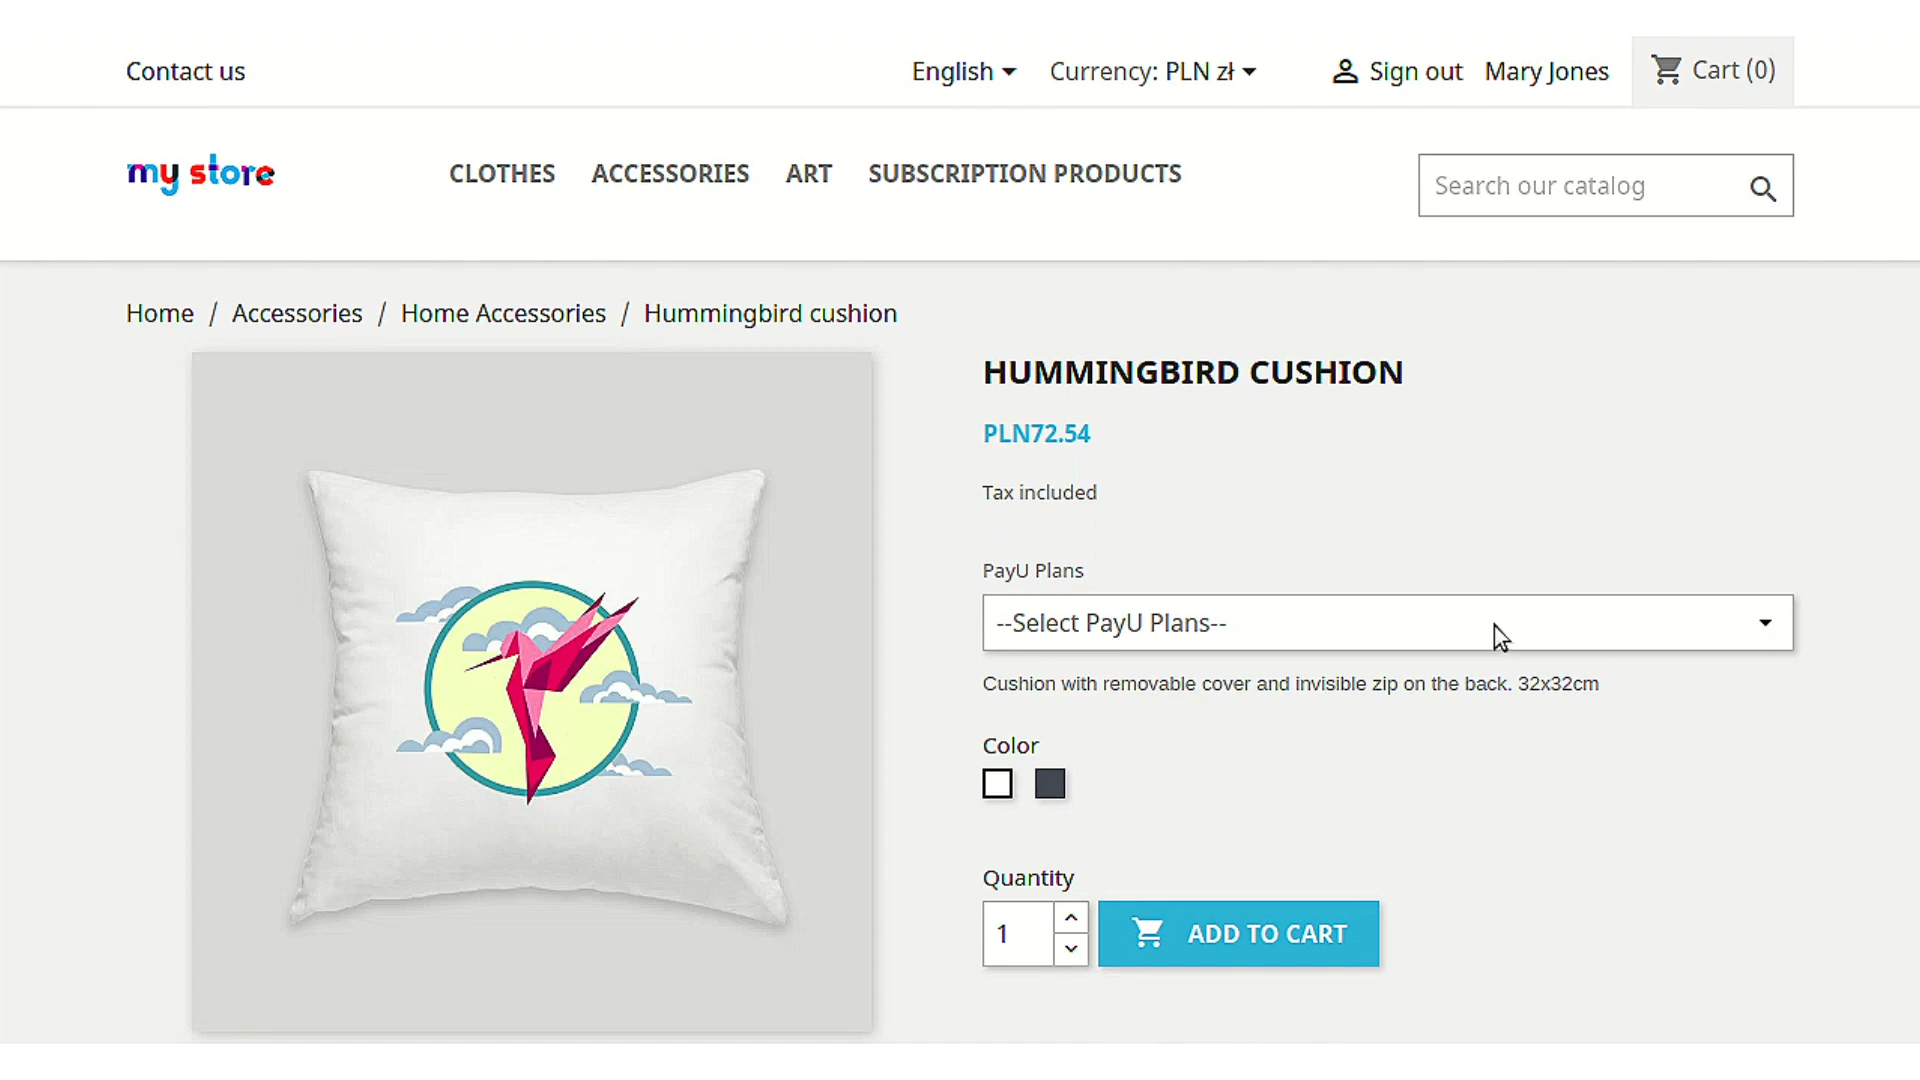 Contact us
English
Currency: PLN zł
Sign out
Mary Jones
Cart (0)
my store
CLOTHES
ACCESSORIES
ART
SUBSCRIPTION PRODUCTS
Search our catalog
Home / Accessories / Home Accessories / Hummingbird cushion
HUMMINGBIRD CUSHION
PLN72.54
Tax included
PayU Plans
--Select PayU Plans--
Cushion with removable cover and invisible zip on the back. 32x32cm
Color
Quantity
1
ADD TO CART